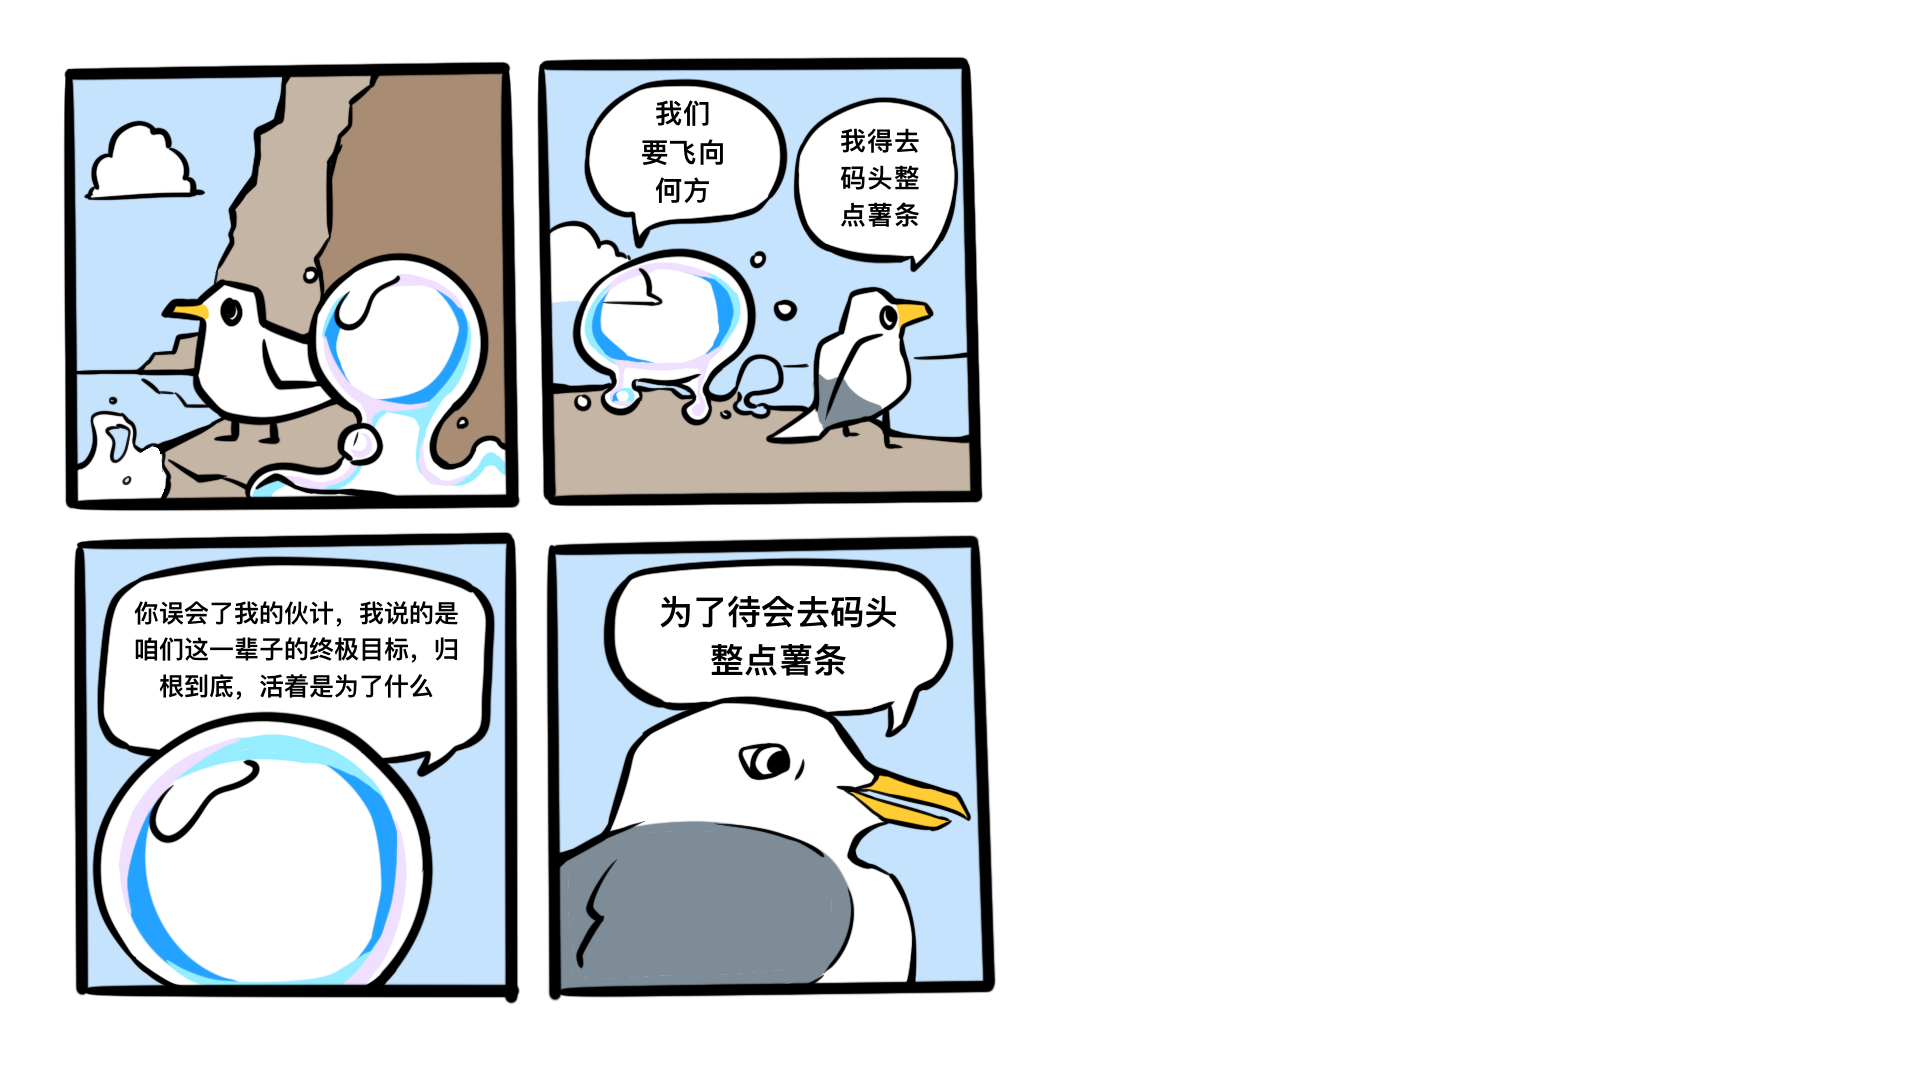 我们
要飞向
何方
我得去
码头整
点薯条
你误会了我的伙计，我说的是
咱们这一辈子的终极目标，归
根到底，活着是为了什么
为了待会去码头
整点薯条